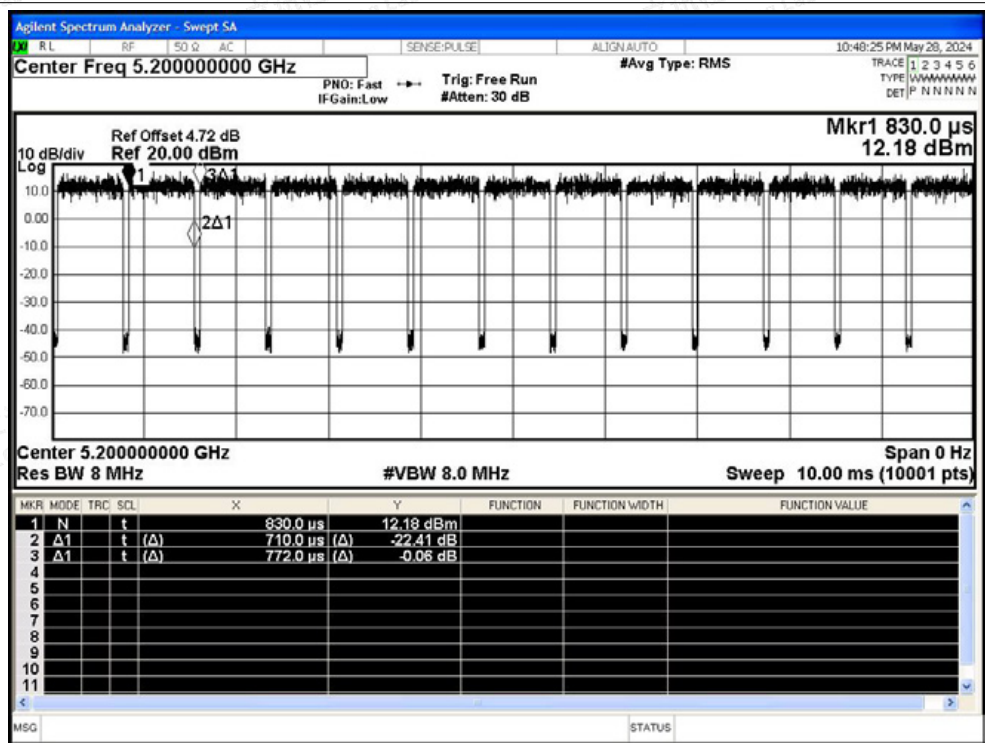 Agilent Spectrum Analyzer - Swept SA
RL RF 50 Ω AC SENSE:PULSE ALIGN AUTO 10:48:25 PM May 28, 2024
Center Freq 5.200000000 GHz #Avg Type: RMS TRACE 1 2 3 4 5 6
PNO: Fast Trig: Free Run TYPE WWWWWW
IFGain:Low #Atten: 30 dB DET P N N N N N
Ref Offset 4.72 dB Mkr1 830.0 µs
10 dB/div Ref 20.00 dBm 12.18 dBm
Log
1 3Δ1
10.0
0.00
2Δ1
-10.0
-20.0
-30.0
-40.0
-50.0
-60.0
-70.0
Center 5.200000000 GHz Span 0 Hz
Res BW 8 MHz #VBW 8.0 MHz Sweep 10.00 ms (10001 pts)
MKR MODE TRC SCL X Y FUNCTION FUNCTION WIDTH FUNCTION VALUE
1 N t 830.0 µs 12.18 dBm
2 Δ1 t (Δ) 710.0 µs (Δ) -22.41 dB
3 Δ1 t (Δ) 772.0 µs (Δ) -0.06 dB
4
5
6
7
8
9
10
11
MSG STATUS